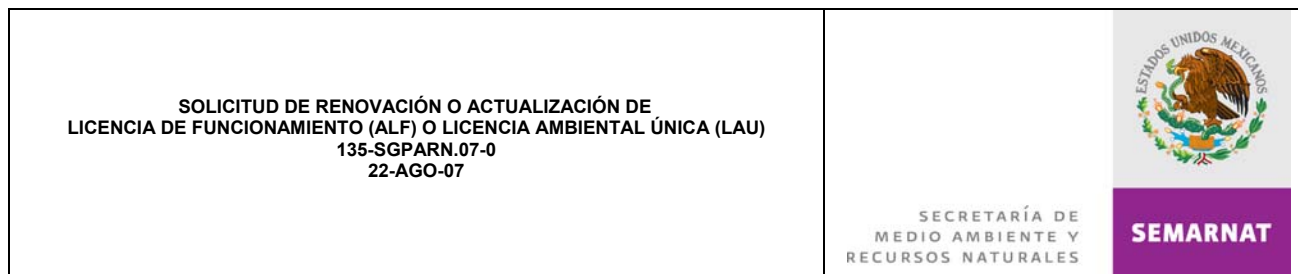 SOLICITUD DE RENOVACIÓN O ACTUALIZACIÓN DE
LICENCIA DE FUNCIONAMIENTO (ALF) O LICENCIA AMBIENTAL ÚNICA (LAU)
135-SGPARN.07-0
22-AGO-07
SECRETARÍA DE
MEDIO AMBIENTE Y
RECURSOS NATURALES
ESTADOS UNIDOS MEXICANOS
SEMARNAT